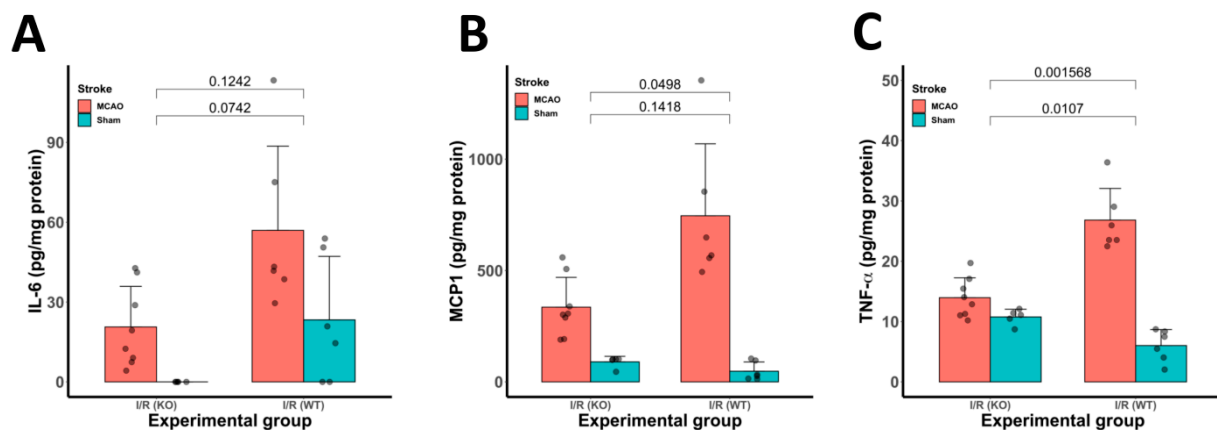 A
IL-6 (pg/mg protein)
90
60
30
0
Stroke
MCAO
Sham
0.1242
0.0742
I/R (KO)
I/R (WT)
Experimental group
B
MCP1 (pg/mg protein)
1000
500
0
Stroke
MCAO
Sham
0.0498
0.1418
I/R (KO)
I/R (WT)
Experimental group
C
TNF-α (pg/mg protein)
50
40
30
20
10
0
Stroke
MCAO
Sham
0.001568
0.0107
I/R (KO)
I/R (WT)
Experimental group